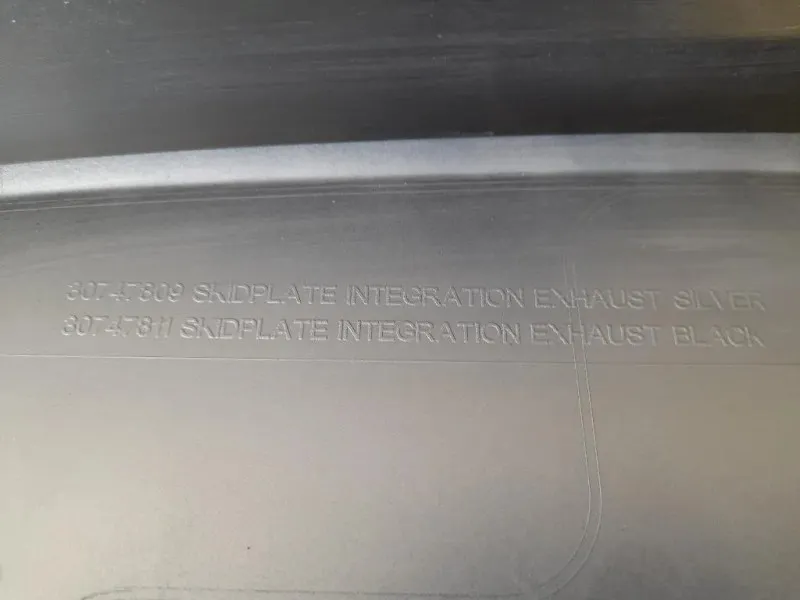 30747809 SKIDPLATE INTEGRATION EXHAUST SILVER
30747811 SKIDPLATE INTEGRATION EXHAUST BLACK